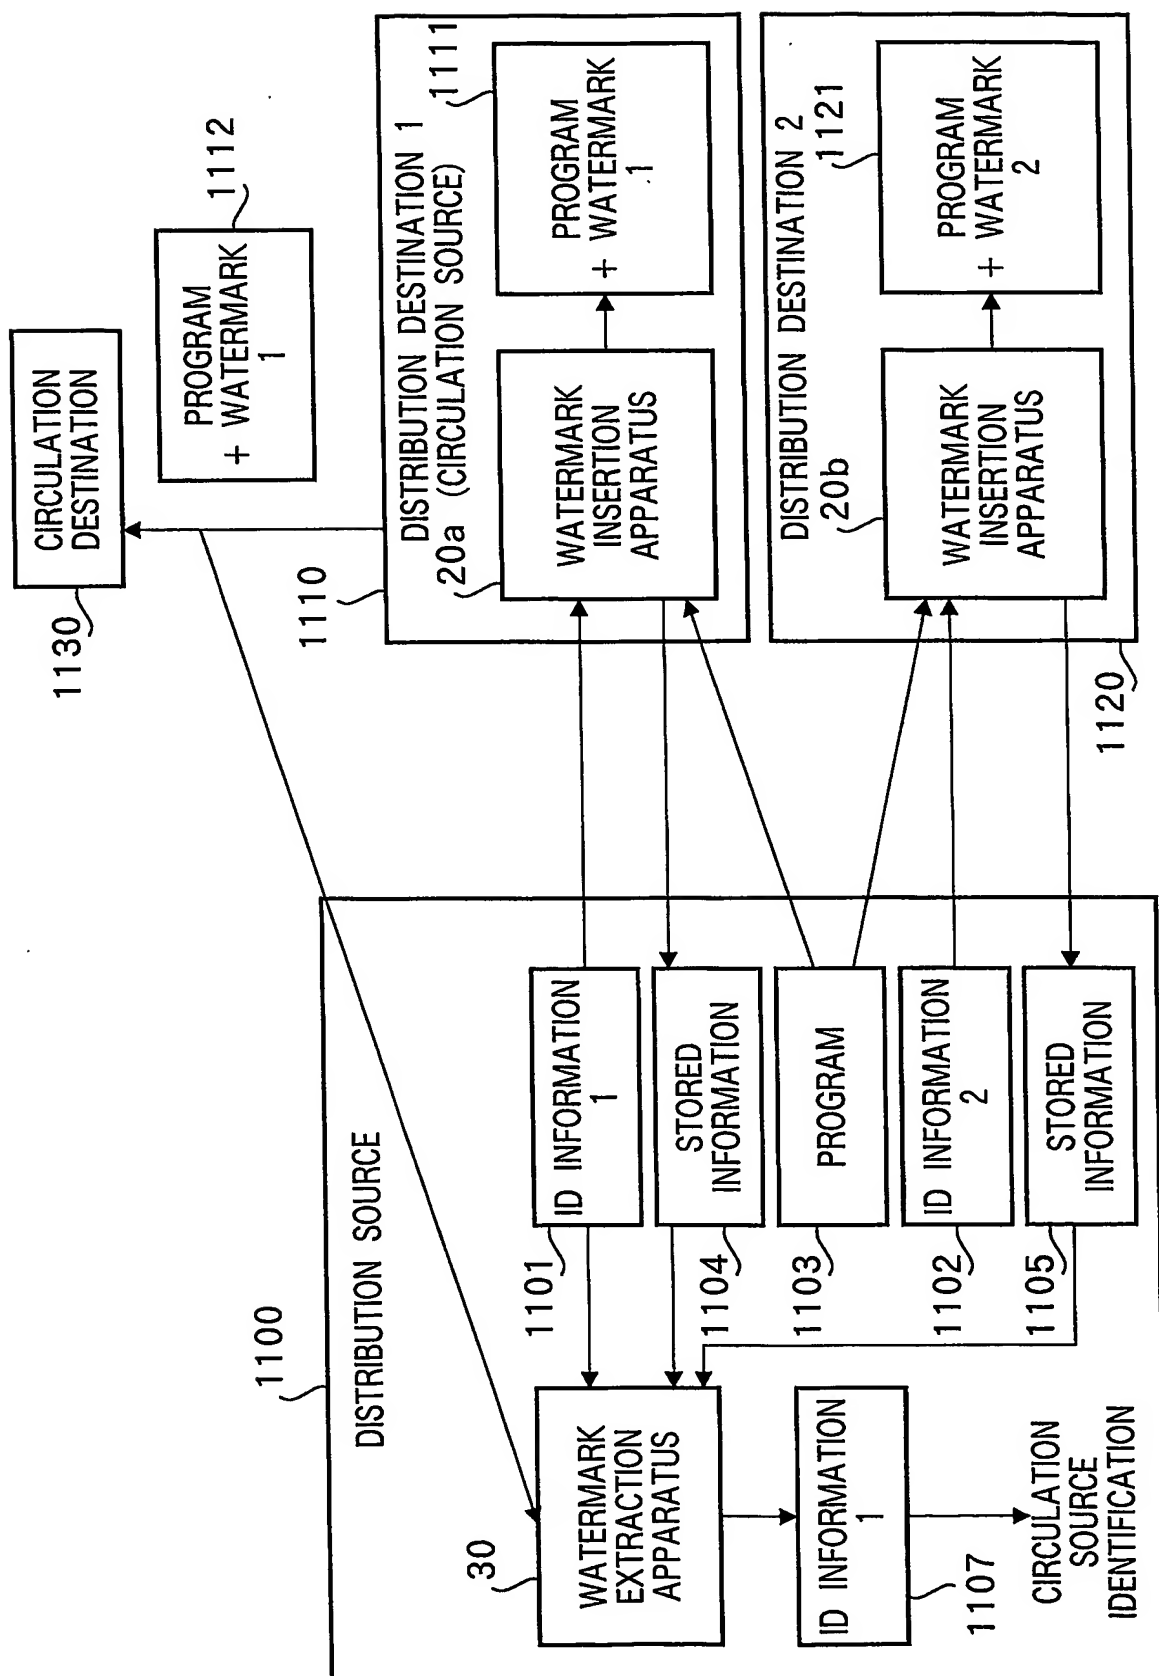 1100
DISTRIBUTION SOURCE
30
WATERMARK
EXTRACTION
APPARATUS
ID INFORMATION
1
1107
CIRCULATION
SOURCE
IDENTIFICATION
1101
ID INFORMATION
1
1104
STORED
INFORMATION
1103
PROGRAM
1102
ID INFORMATION
2
1105
STORED
INFORMATION
1130
CIRCULATION
DESTINATION
PROGRAM
+ WATERMARK
1
1112
1110
DISTRIBUTION DESTINATION 1
20a (CIRCULATION SOURCE)
WATERMARK
INSERTION
APPARATUS
PROGRAM
+ WATERMARK
1
1111
1120
DISTRIBUTION DESTINATION 2
20b
WATERMARK
INSERTION
APPARATUS
PROGRAM
+ WATERMARK
2
1121